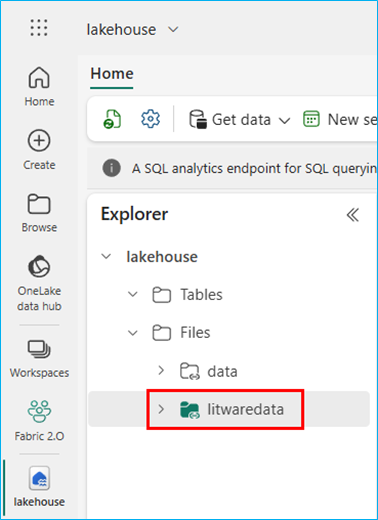 lakehouse
Home
Home
Get data
New se
Create
A SQL analytics endpoint for SQL queryin
Browse
Explorer
OneLake
data hub
lakehouse
Tables
Files
Workspaces
data
litwaredata
Fabric 2.O
lakehouse